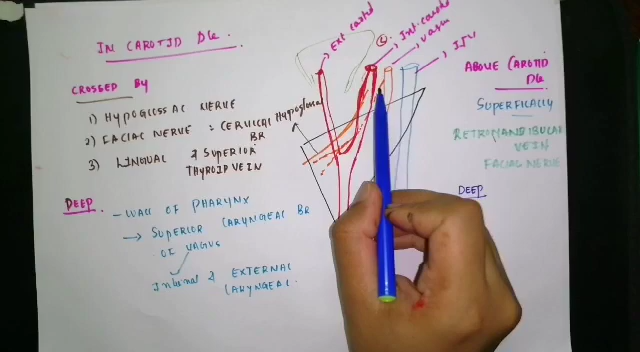 IN CAROTID Dle.
CROSSED By
1) HYPOGLOSSAL NERVE
2) FACIAL NERVE = CERVICAL BR
3) LINGUAL & SUPERIOR THYROID VEIN
DEEP
- WALL OF PHARYNX
→ SUPERIOR LARYNGEAL BR OF VAGUS
Internal & EXTERNAL LARYNGEAL.
Ext carotid
Int. carotid
vagus
IJV
Hypoglossal
ABOVE CAROTID Dle
SUPERFICIALLY
RETROMANDIBULAR VEIN
FACIAL NERVE
DEEP